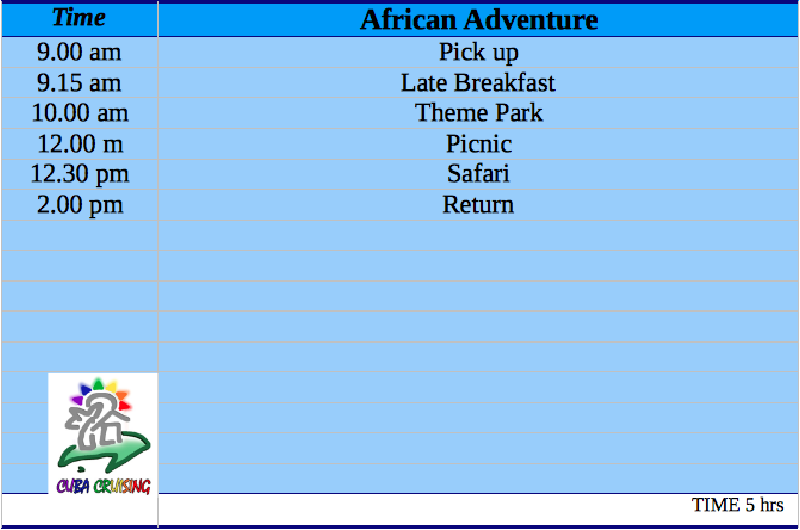 Time African Adventure
9.00 am Pick up
9.15 am Late Breakfast
10.00 am Theme Park
12.00 m Picnic
12.30 pm Safari
2.00 pm Return
CUBA CRUISING
TIME 5 hrs